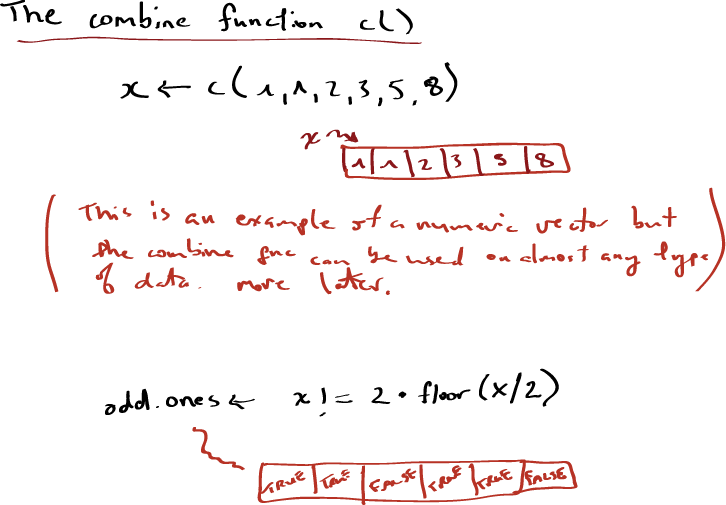 The combine function c()
x ← c(1,1,2,3,5,8)
x
1 1 2 3 5 8
(This is an example of a numeric vector but
the combine func can be used on almost any type
of data. more later.)
odd.ones ← x != 2 • floor(x/2)
TRUE TRUE FALSE TRUE TRUE FALSE